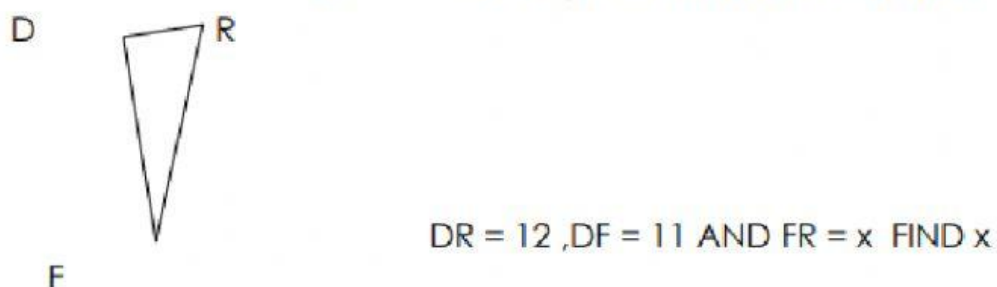 D
R
DR = 12 ,DF = 11 AND FR = x FIND x
F